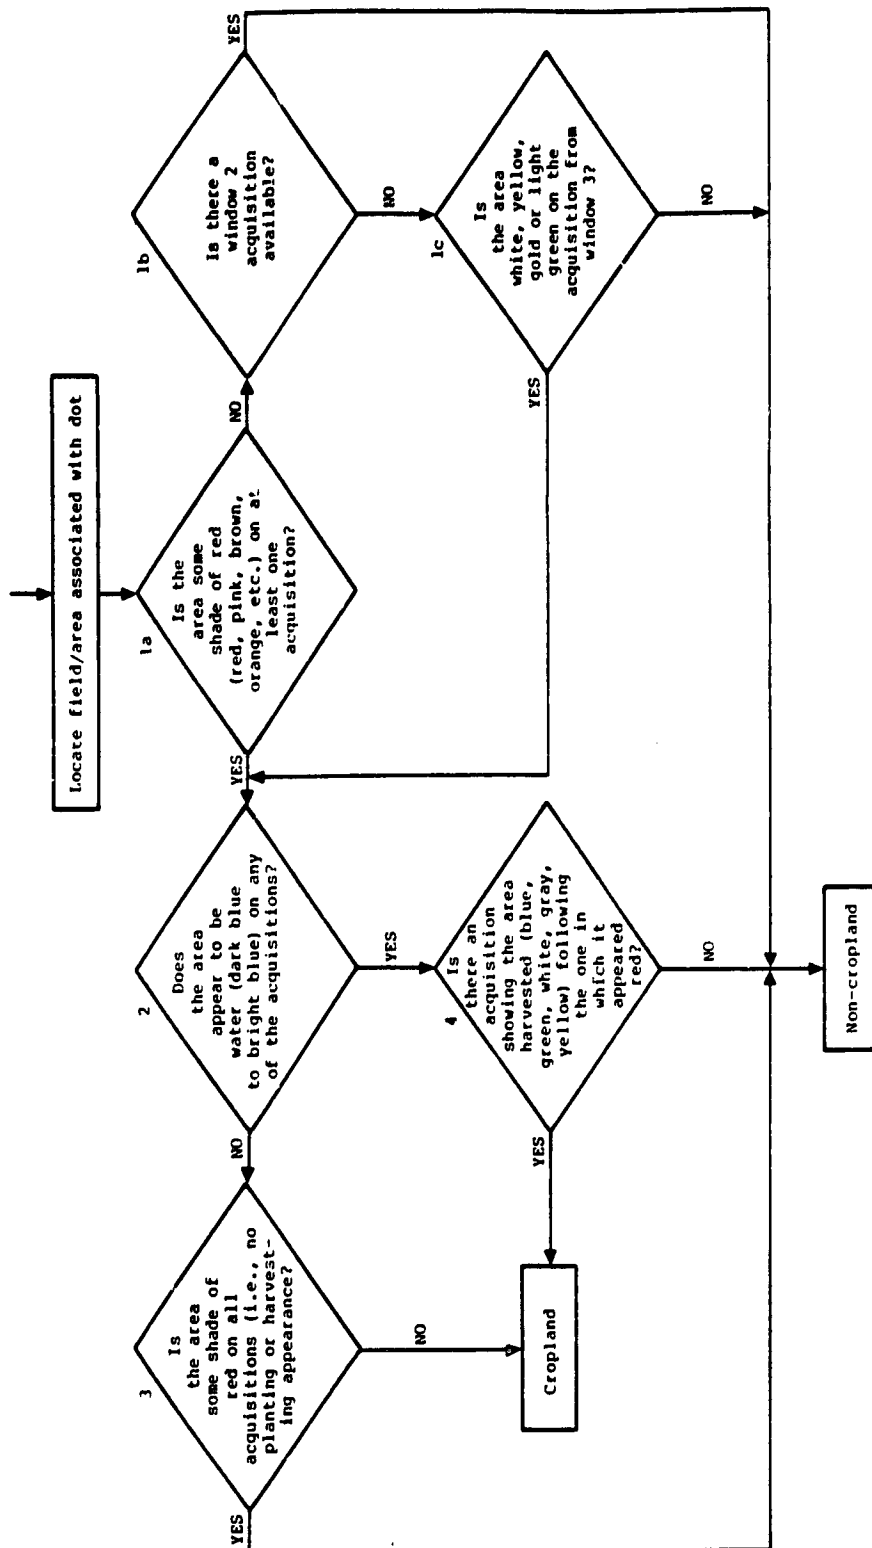 Locate field/area associated with dot
1a
Is the
area some
shade of red
(red, pink, brown,
orange, etc.) on at
least one
acquisition?
YES
NO
1b
Is there a
window 2
acquisition
available?
YES
NO
1c
Is
the area
white, yellow,
gold or light
green on the
acquisition from
window 3?
YES
NO
2
Does
the area
appear to be
water (dark blue
to bright blue) on any
of the acquisitions?
NO
YES
3
Is
the area
some shade of
red on all
acquisitions (i.e., no
planting or harvest-
ing appearance?
YES
NO
4
Is
there an
acquisition
showing the area
harvested (blue,
green, white, gray,
yellow) following
the one in
which it
appeared
red?
YES
NO
Cropland
Non-cropland